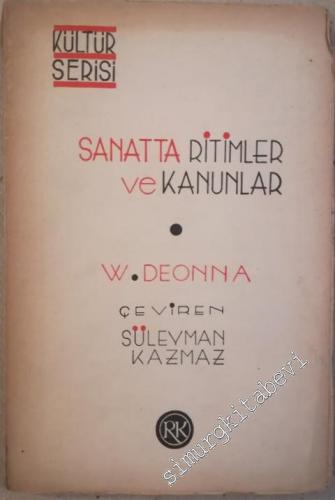 KÜLTÜR
SERİSİ
SANATTA RİTİMLER
ve KANUNLAR
W. DEONNA
ÇEVİREN
SÜLEYMAN
KAZMAZ
RK
simurgkitabevi